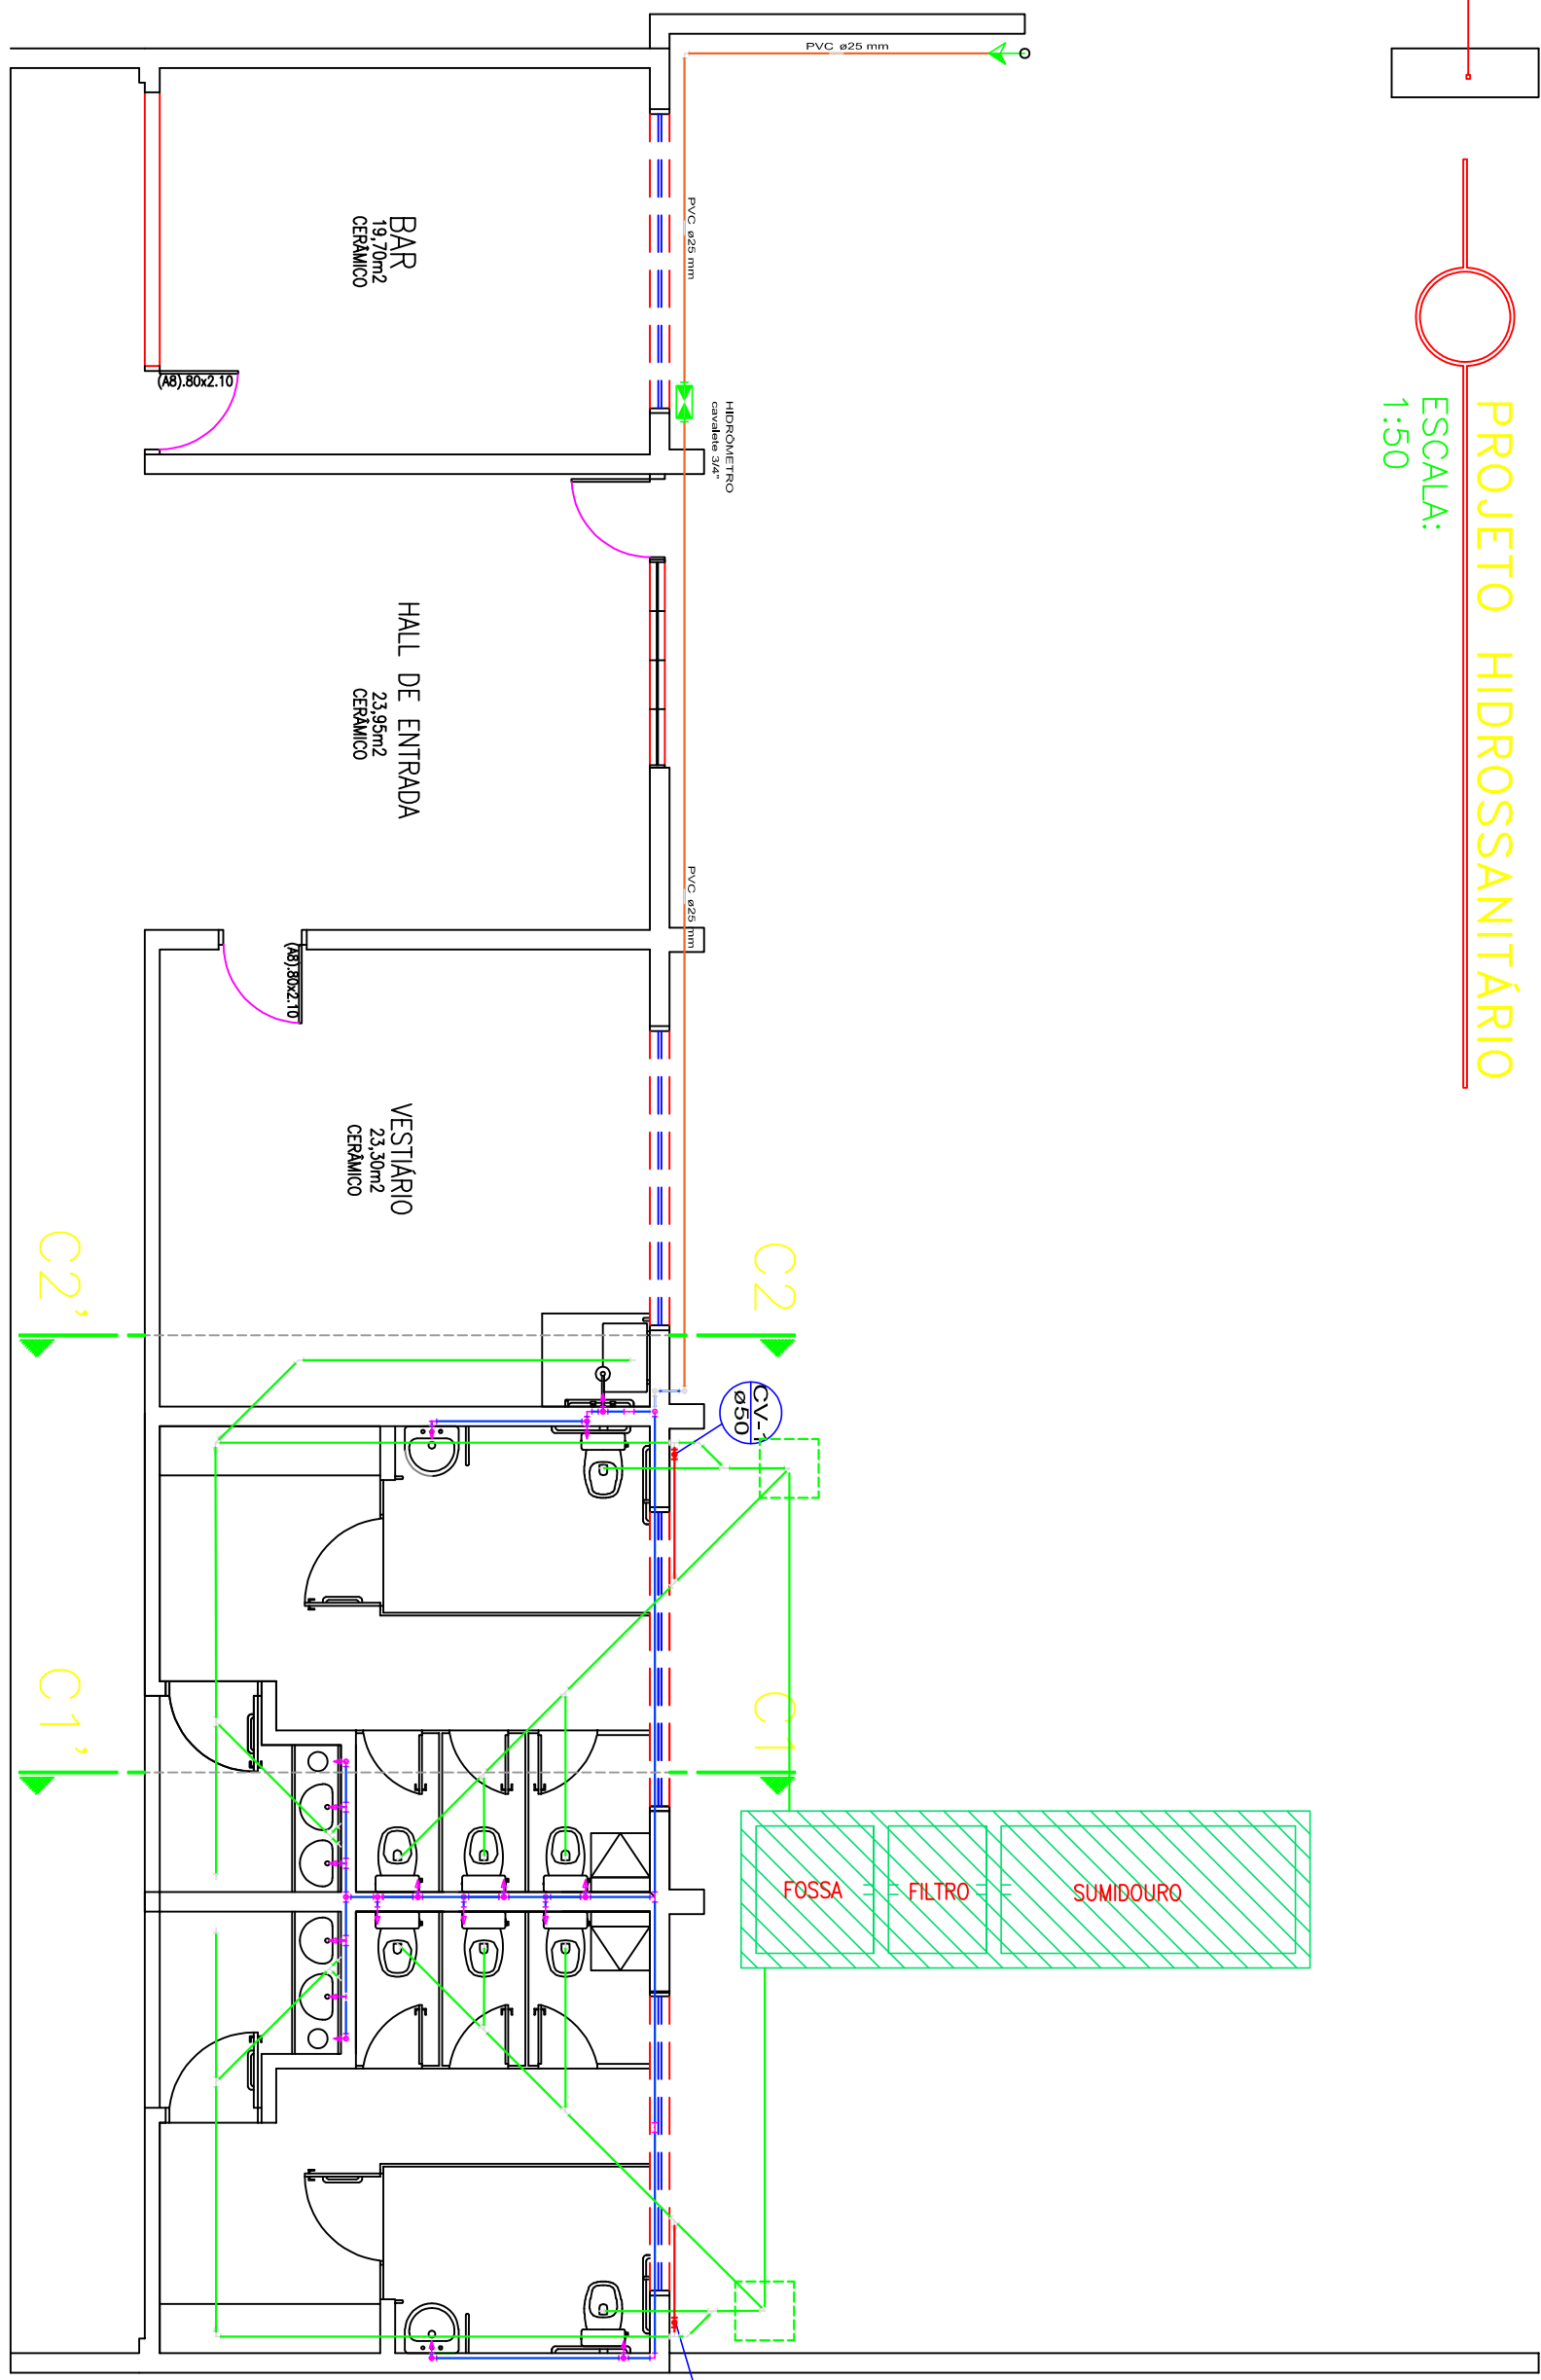 PROJETO HIDROSSANITÁRIO
ESCALA:
1:50
PVC ø25 mm
PVC ø25 mm
HIDRÔMETRO
cavalete 3/4"
PVC ø25 mm
BAR
19,70m2
CERÂMICO
(A8).80x2.10
HALL DE ENTRADA
23,95m2
CERÂMICO
(A8).80x2.10
VESTIÁRIO
23,30m2
CERÂMICO
C2
C2'
CV-
ø50
C1
C1'
FOSSA
FILTRO
SUMIDOURO